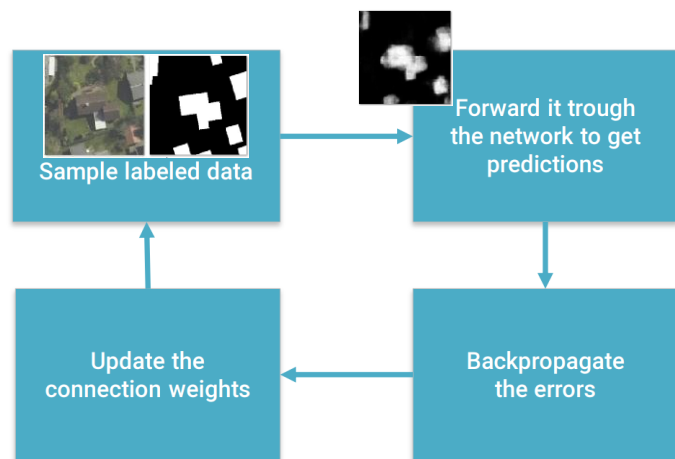 Sample labeled data
Forward it trough
the network to get
predictions
Backpropagate
the errors
Update the
connection weights